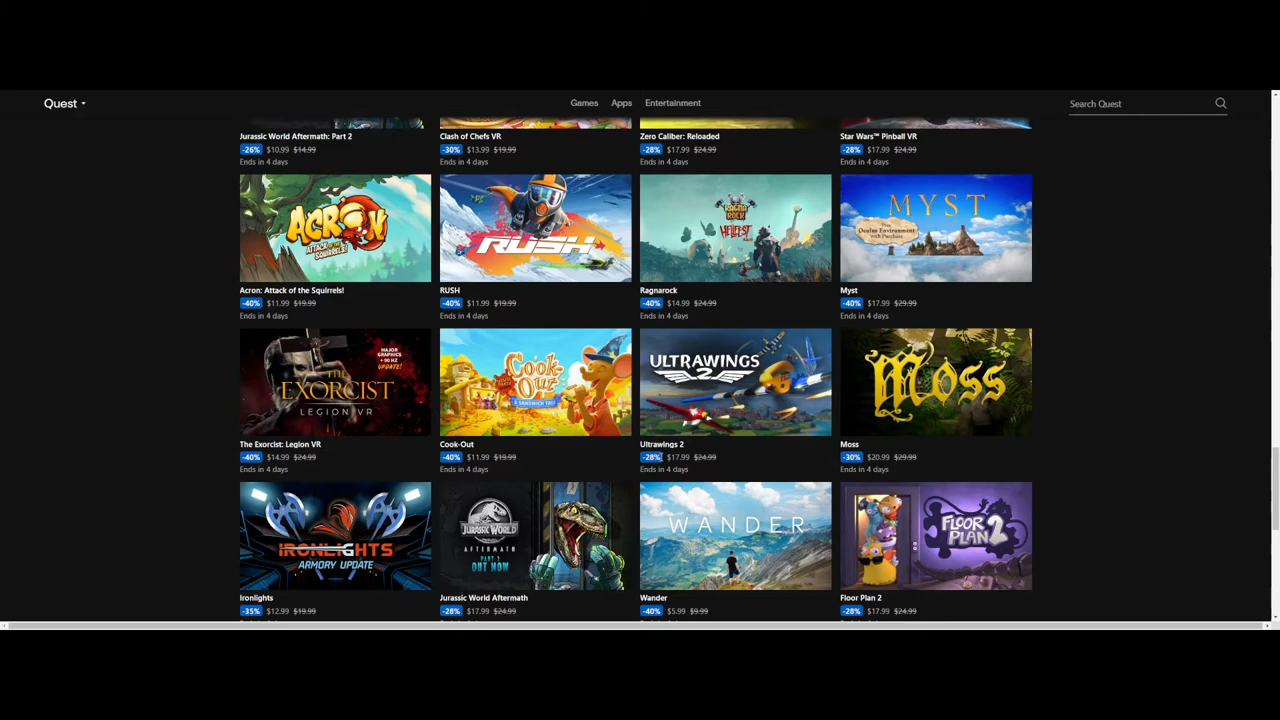 Quest
Games Apps Entertainment
Search Quest
Jurassic World Aftermath: Part 2
-26% $10.99 $14.99
Ends in 4 days
Clash of Chefs VR
-30% $13.99 $19.99
Ends in 4 days
Zero Caliber: Reloaded
-28% $17.99 $24.99
Ends in 4 days
Star Wars™ Pinball VR
-28% $17.99 $24.99
Ends in 4 days
ACRON
ATTACK OF THE
SQUIRRELS!
Acron: Attack of the Squirrels!
-40% $11.99 $19.99
Ends in 4 days
RUSH
RUSH
-40% $11.99 $19.99
Ends in 4 days
RAGNA
ROCK
HELLFEST
Ragnarock
-40% $14.99 $24.99
Ends in 4 days
MYST
Free
Oculus Environment
with Purchase
Myst
-40% $17.99 $29.99
Ends in 4 days
MAJOR
GRAPHICS
+ 90 HZ
UPDATE!
THE
EXORCIST
LEGION VR
The Exorcist: Legion VR
-40% $14.99 $24.99
Ends in 4 days
Cook-
Out
A SANDWICH TALE
Cook-Out
-40% $11.99 $19.99
Ends in 4 days
ULTRAWINGS
2
Ultrawings 2
-28% $17.99 $24.99
Ends in 4 days
Moss
Moss
-30% $20.99 $29.99
Ends in 4 days
IRONLIGHTS
ARMORY UPDATE
Ironlights
-35% $12.99 $19.99
JURASSIC WORLD
AFTERMATH
PART 2
OUT NOW
Jurassic World Aftermath
-28% $17.99 $24.99
WANDER
Wander
-40% $5.99 $9.99
FLOOR
PLAN 2
Floor Plan 2
-28% $17.99 $24.99